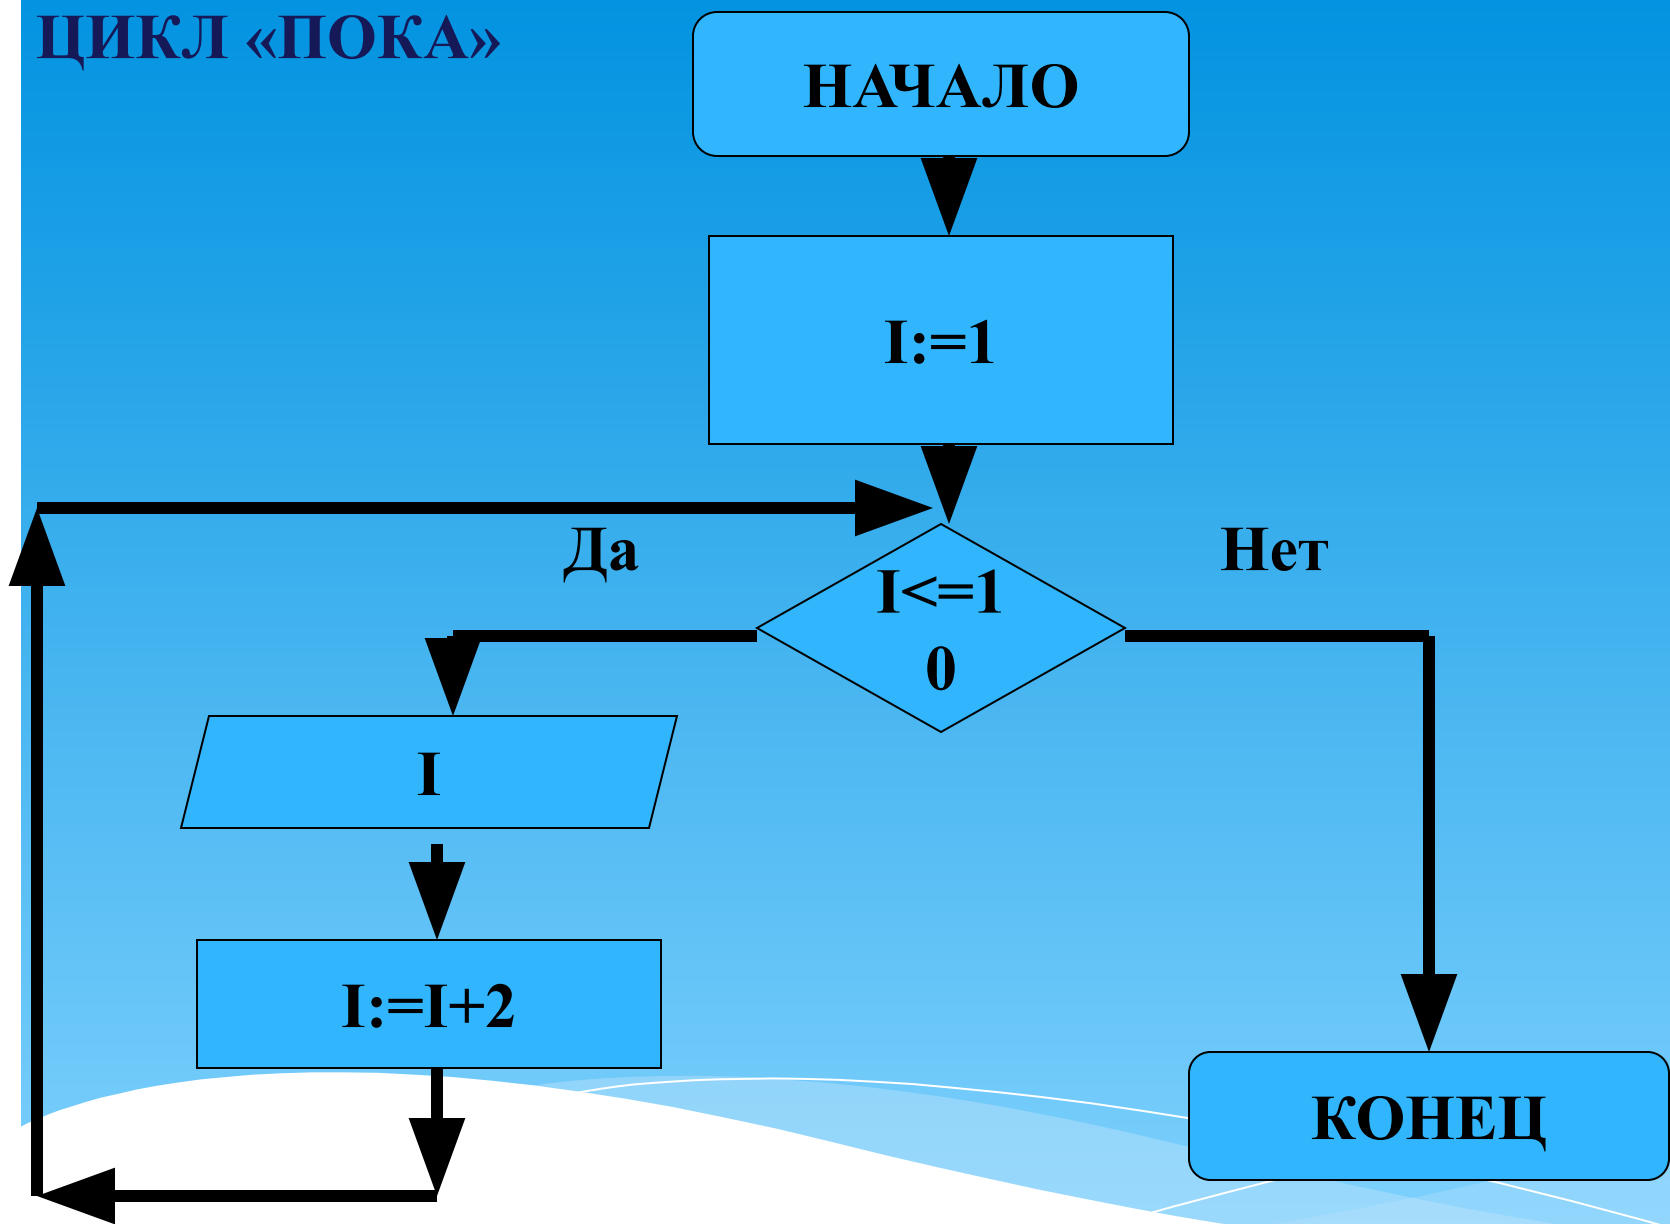 ЦИКЛ «ПОКА»
НАЧАЛО
I:=1
Да
Нет
I<=1
0
I
I:=I+2
КОНЕЦ